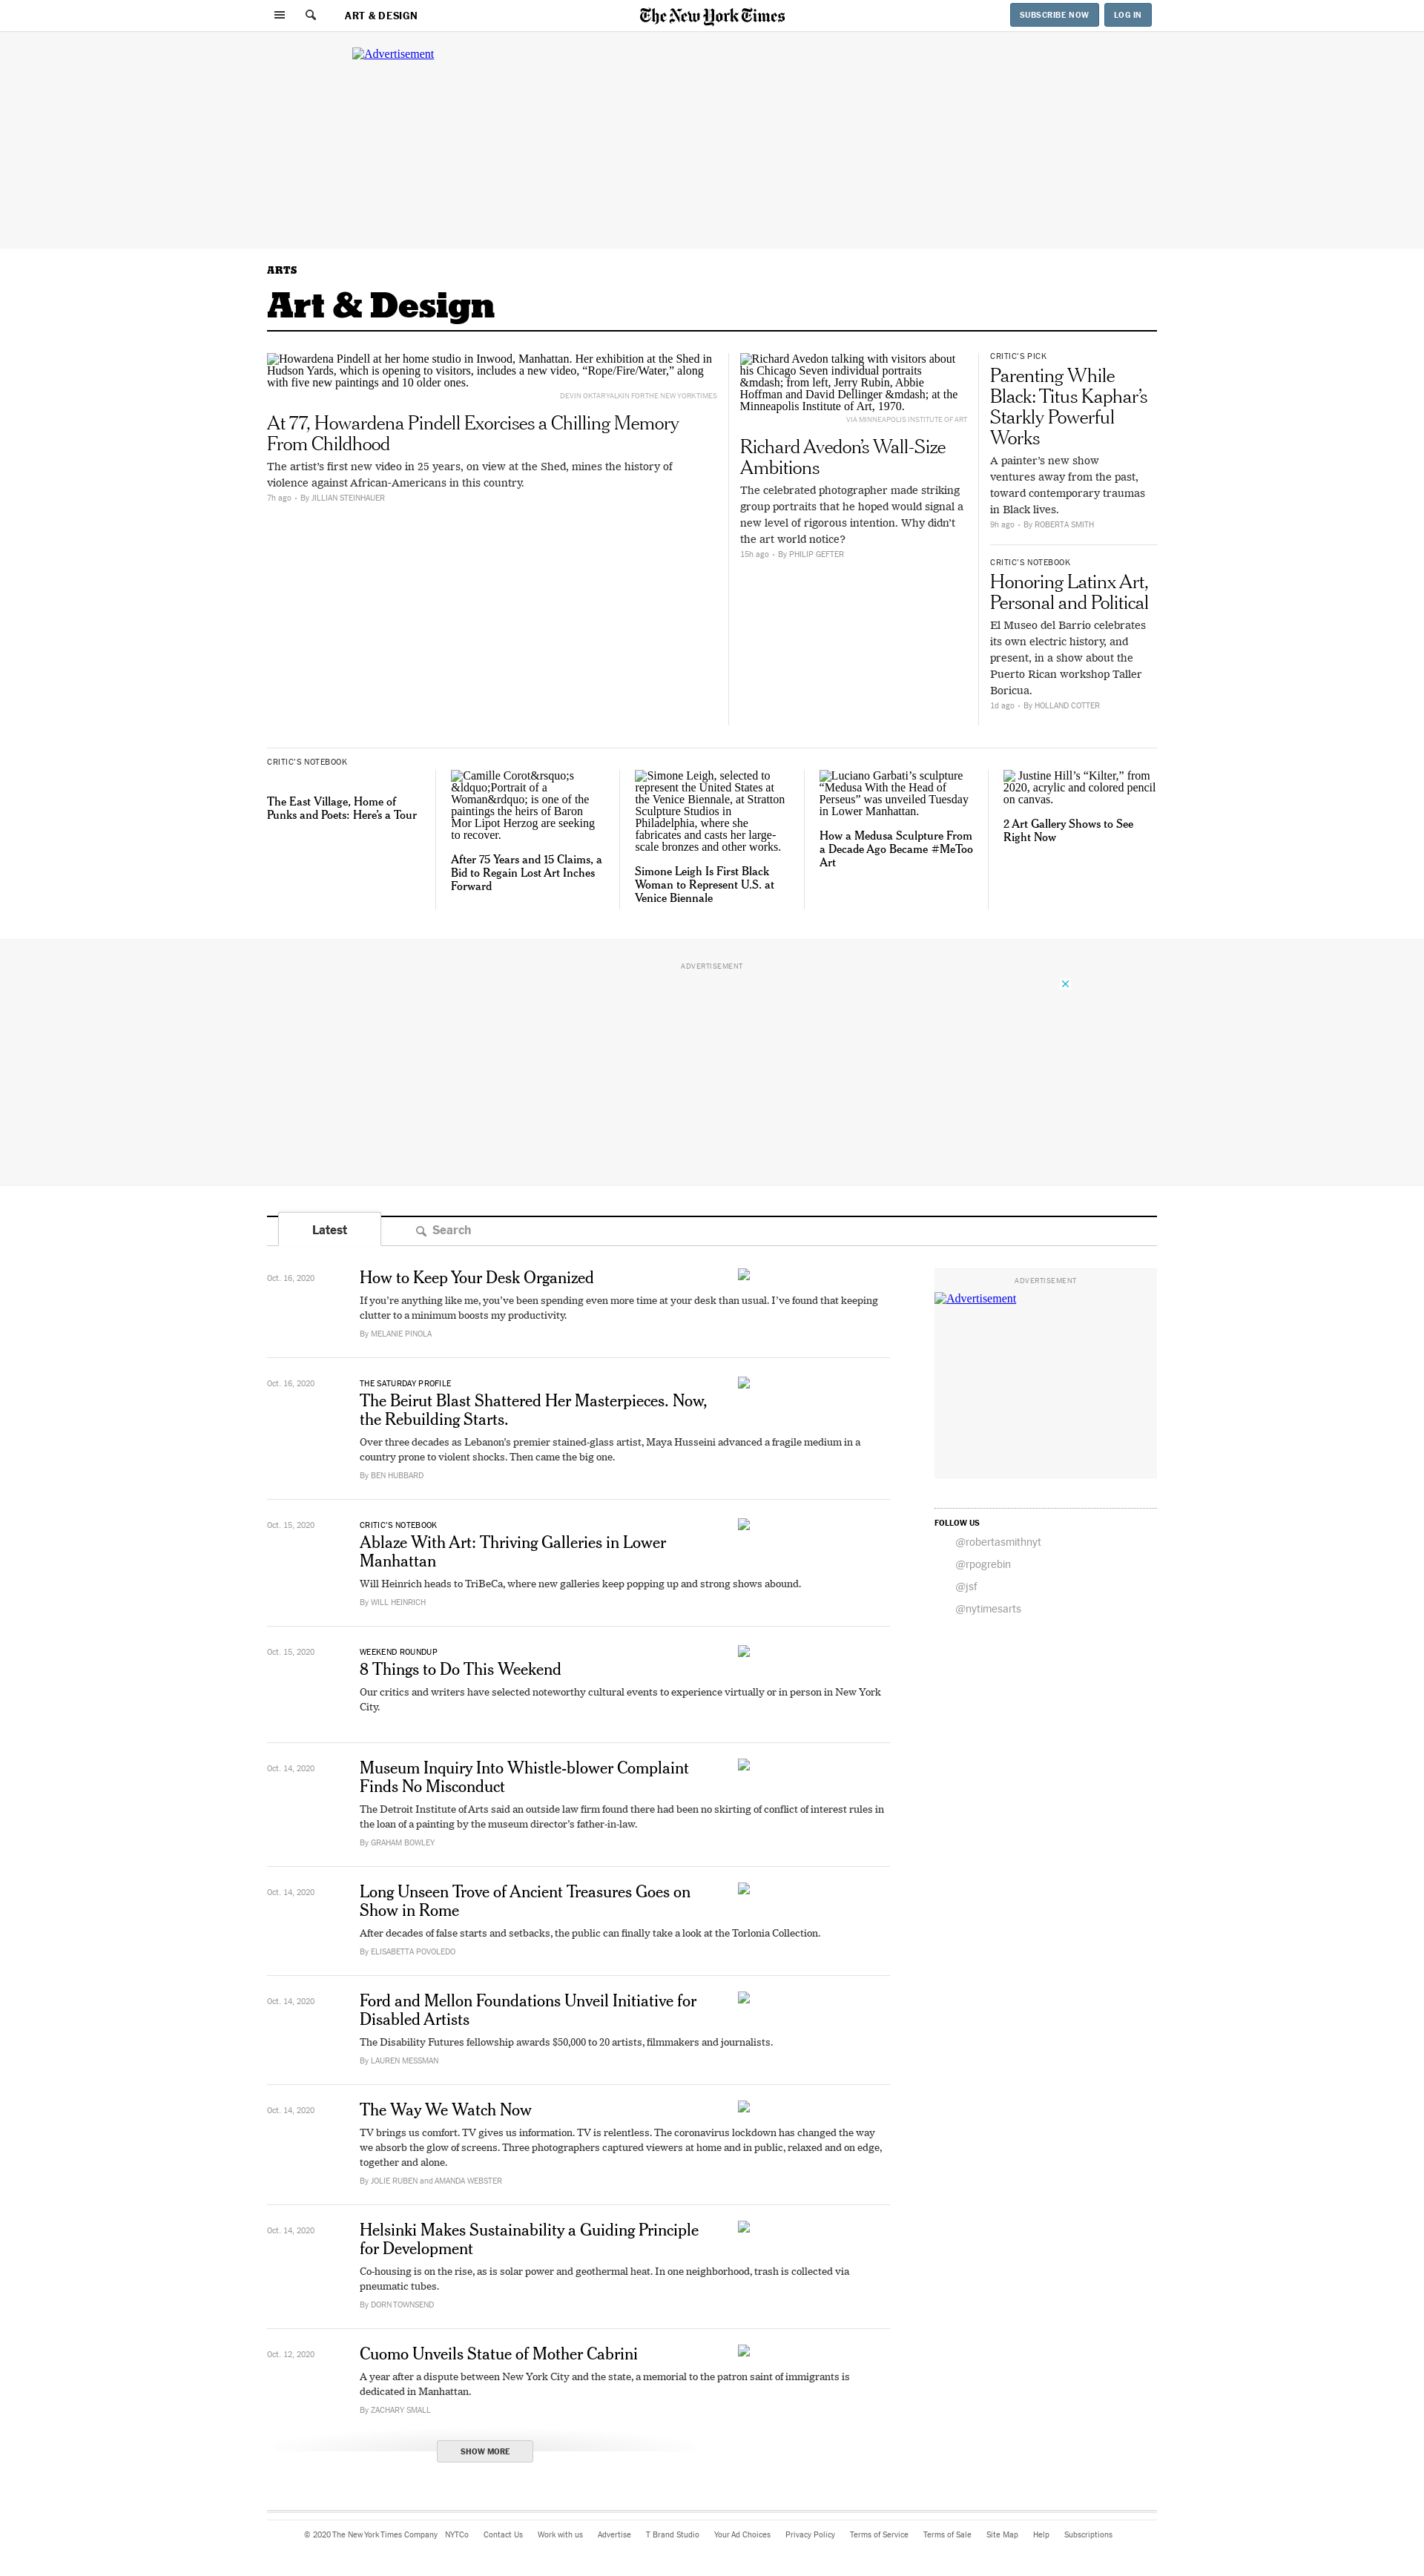 ART & DESIGN
The New York Times
SUBSCRIBE NOW
LOG IN
Advertisement
ARTS
Art & Design
Howardena Pindell at her home studio in Inwood, Manhattan. Her exhibition at the Shed in
Hudson Yards, which is opening to visitors, includes a new video, “Rope/Fire/Water,” along
with five new paintings and 10 older ones.
DEVIN OKTAR YALKIN FOR THE NEW YORK TIMES
At 77, Howardena Pindell Exorcises a Chilling Memory
From Childhood
The artist’s first new video in 25 years, on view at the Shed, mines the history of
violence against African-Americans in this country.
7h ago • By JILLIAN STEINHAUER
Richard Avedon talking with visitors about
his Chicago Seven individual portraits
&mdash; from left, Jerry Rubin, Abbie
Hoffman and David Dellinger &mdash; at the
Minneapolis Institute of Art, 1970.
VIA MINNEAPOLIS INSTITUTE OF ART
Richard Avedon’s Wall-Size
Ambitions
The celebrated photographer made striking
group portraits that he hoped would signal a
new level of rigorous intention. Why didn’t
the art world notice?
15h ago • By PHILIP GEFTER
CRITIC’S PICK
Parenting While
Black: Titus Kaphar’s
Starkly Powerful
Works
A painter’s new show
ventures away from the past,
toward contemporary traumas
in Black lives.
9h ago • By ROBERTA SMITH
CRITIC’S NOTEBOOK
Honoring Latinx Art,
Personal and Political
El Museo del Barrio celebrates
its own electric history, and
present, in a show about the
Puerto Rican workshop Taller
Boricua.
1d ago • By HOLLAND COTTER
CRITIC’S NOTEBOOK
The East Village, Home of
Punks and Poets: Here’s a Tour
Camille Corot&rsquo;s
&ldquo;Portrait of a
Woman&rdquo; is one of the
paintings the heirs of Baron
Mor Lipot Herzog are seeking
to recover.
After 75 Years and 15 Claims, a
Bid to Regain Lost Art Inches
Forward
Simone Leigh, selected to
represent the United States at
the Venice Biennale, at Stratton
Sculpture Studios in
Philadelphia, where she
fabricates and casts her large-
scale bronzes and other works.
Simone Leigh Is First Black
Woman to Represent U.S. at
Venice Biennale
Luciano Garbati’s sculpture
“Medusa With the Head of
Perseus” was unveiled Tuesday
in Lower Manhattan.
How a Medusa Sculpture From
a Decade Ago Became #MeToo
Art
Justine Hill’s “Kilter,” from
2020, acrylic and colored pencil
on canvas.
2 Art Gallery Shows to See
Right Now
ADVERTISEMENT
Latest
Search
Oct. 16, 2020
How to Keep Your Desk Organized
If you’re anything like me, you’ve been spending even more time at your desk than usual. I’ve found that keeping
clutter to a minimum boosts my productivity.
By MELANIE PINOLA
Oct. 16, 2020
THE SATURDAY PROFILE
The Beirut Blast Shattered Her Masterpieces. Now,
the Rebuilding Starts.
Over three decades as Lebanon’s premier stained-glass artist, Maya Husseini advanced a fragile medium in a
country prone to violent shocks. Then came the big one.
By BEN HUBBARD
Oct. 15, 2020
CRITIC’S NOTEBOOK
Ablaze With Art: Thriving Galleries in Lower
Manhattan
Will Heinrich heads to TriBeCa, where new galleries keep popping up and strong shows abound.
By WILL HEINRICH
Oct. 15, 2020
WEEKEND ROUNDUP
8 Things to Do This Weekend
Our critics and writers have selected noteworthy cultural events to experience virtually or in person in New York
City.
Oct. 14, 2020
Museum Inquiry Into Whistle-blower Complaint
Finds No Misconduct
The Detroit Institute of Arts said an outside law firm found there had been no skirting of conflict of interest rules in
the loan of a painting by the museum director’s father-in-law.
By GRAHAM BOWLEY
Oct. 14, 2020
Long Unseen Trove of Ancient Treasures Goes on
Show in Rome
After decades of false starts and setbacks, the public can finally take a look at the Torlonia Collection.
By ELISABETTA POVOLEDO
Oct. 14, 2020
Ford and Mellon Foundations Unveil Initiative for
Disabled Artists
The Disability Futures fellowship awards $50,000 to 20 artists, filmmakers and journalists.
By LAUREN MESSMAN
Oct. 14, 2020
The Way We Watch Now
TV brings us comfort. TV gives us information. TV is relentless. The coronavirus lockdown has changed the way
we absorb the glow of screens. Three photographers captured viewers at home and in public, relaxed and on edge,
together and alone.
By JOLIE RUBEN and AMANDA WEBSTER
Oct. 14, 2020
Helsinki Makes Sustainability a Guiding Principle
for Development
Co-housing is on the rise, as is solar power and geothermal heat. In one neighborhood, trash is collected via
pneumatic tubes.
By DORN TOWNSEND
Oct. 12, 2020
Cuomo Unveils Statue of Mother Cabrini
A year after a dispute between New York City and the state, a memorial to the patron saint of immigrants is
dedicated in Manhattan.
By ZACHARY SMALL
SHOW MORE
ADVERTISEMENT
Advertisement
FOLLOW US
@robertasmithnyt
@rpogrebin
@jsf
@nytimesarts
© 2020 The New York Times Company NYTCo Contact Us Work with us Advertise T Brand Studio Your Ad Choices Privacy Policy Terms of Service Terms of Sale Site Map Help Subscriptions